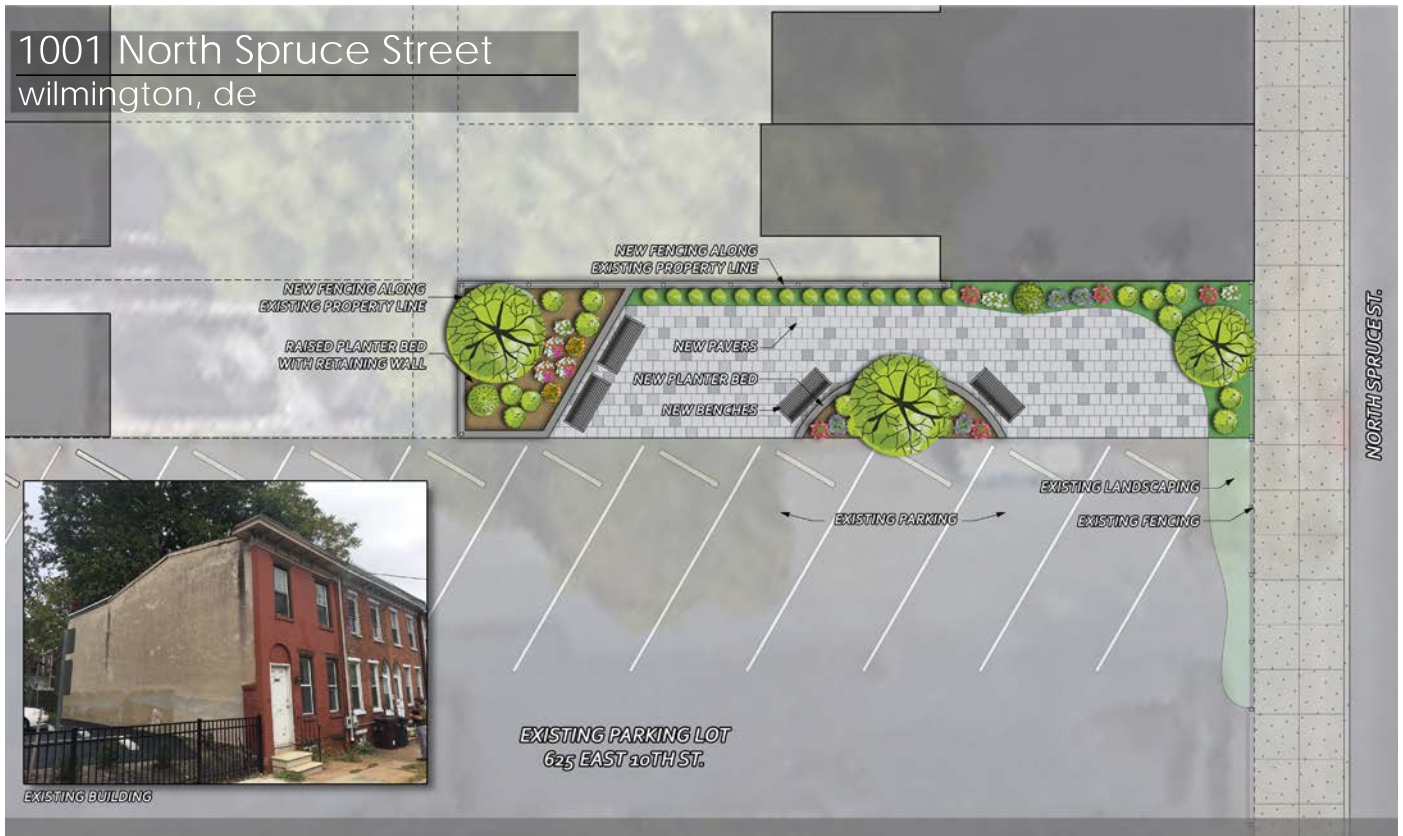 1001 North Spruce Street
wilmington, de
NEW FENCING ALONG
EXISTING PROPERTY LINE
NEW FENCING ALONG
EXISTING PROPERTY LINE
RAISED PLANTER BED
WITH RETAINING WALL
NEW PAVERS
NEW PLANTER BED
NEW BENCHES
NORTH SPRUCE ST.
EXISTING LANDSCAPING
EXISTING PARKING
EXISTING FENCING
EXISTING PARKING LOT
625 EAST 10TH ST.
EXISTING BUILDING